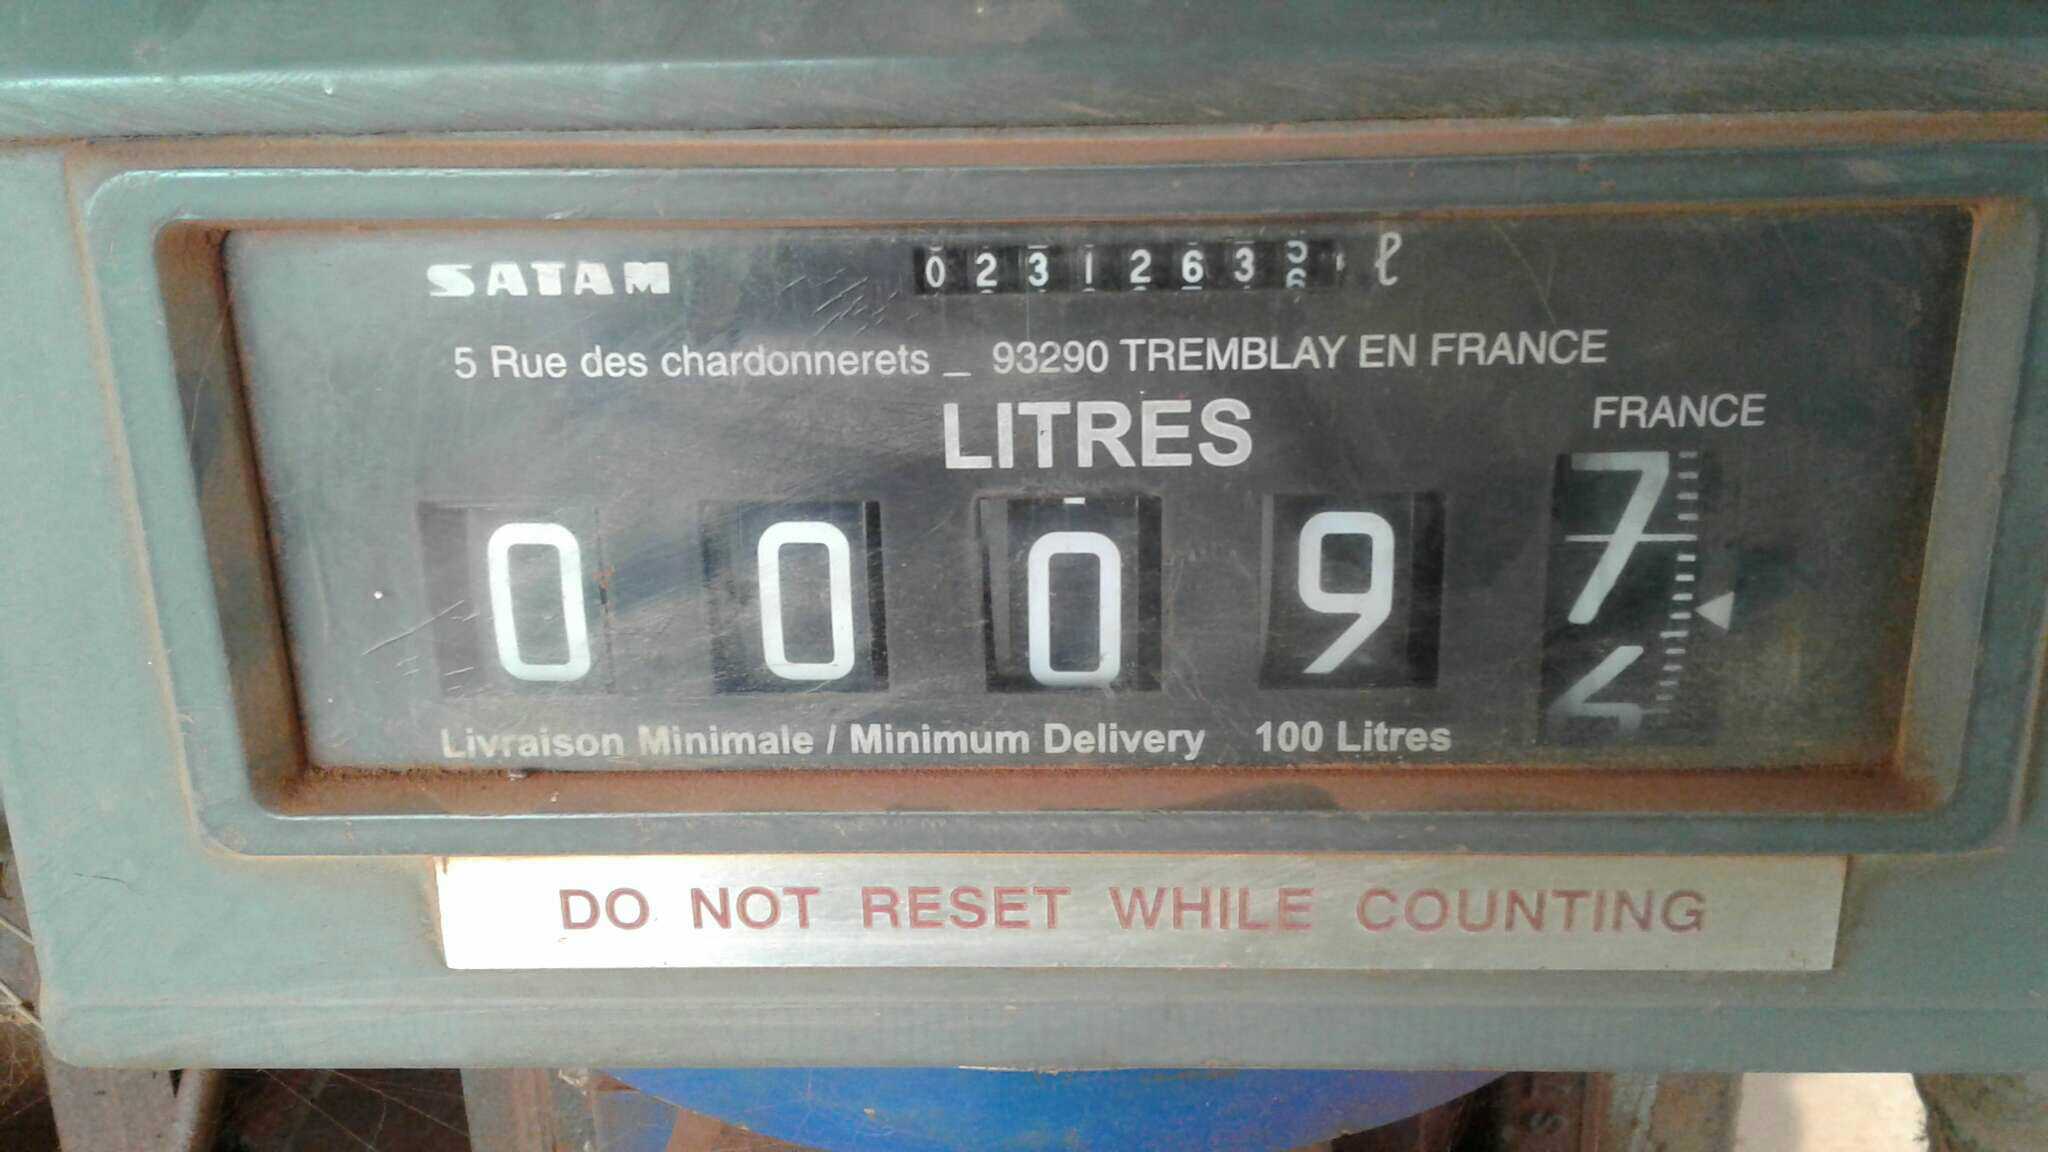 SATAM
0231263 l
5 Rue des chardonnerets _ 93290 TREMBLAY EN FRANCE
LITRES
FRANCE
0 0 0 9 7
Livraison Minimale / Minimum Delivery 100 Litres
DO NOT RESET WHILE COUNTING